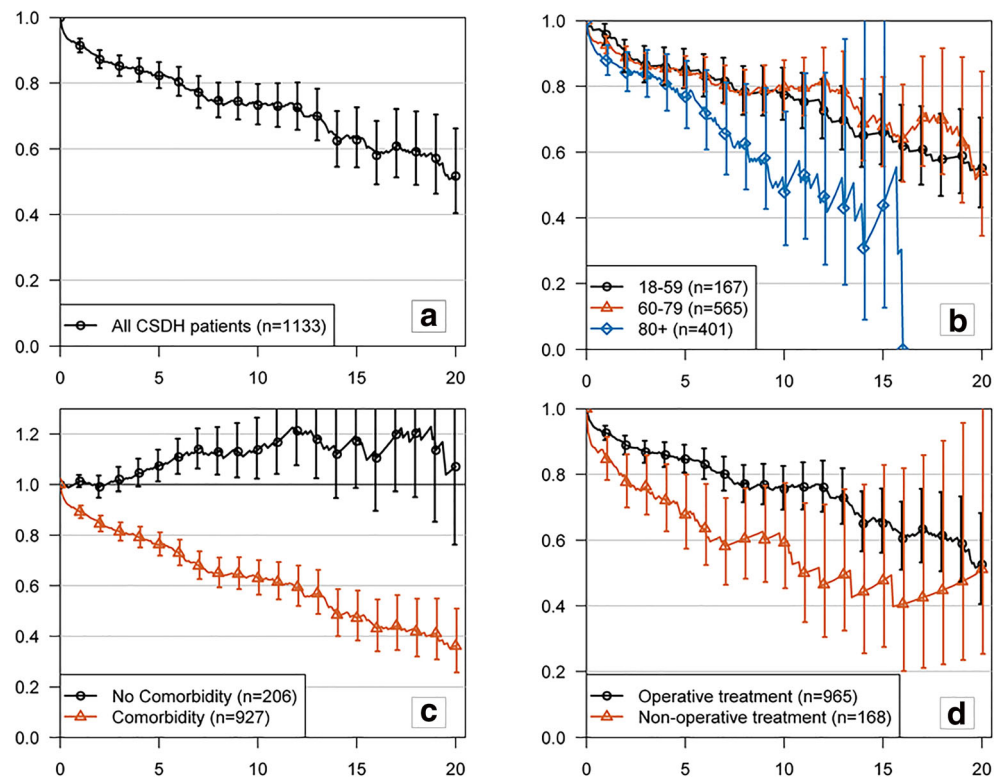 1.0
0.8
0.6
0.4
0.2
0.0
All CSDH patients (n=1133)
a
0 5 10 15 20
1.0
0.8
0.6
0.4
0.2
0.0
18-59 (n=167)
60-79 (n=565)
80+ (n=401)
b
0 5 10 15 20
1.2
1.0
0.8
0.6
0.4
0.2
0.0
No Comorbidity (n=206)
Comorbidity (n=927)
c
0 5 10 15 20
1.0
0.8
0.6
0.4
0.2
0.0
Operative treatment (n=965)
Non-operative treatment (n=168)
d
0 5 10 15 20